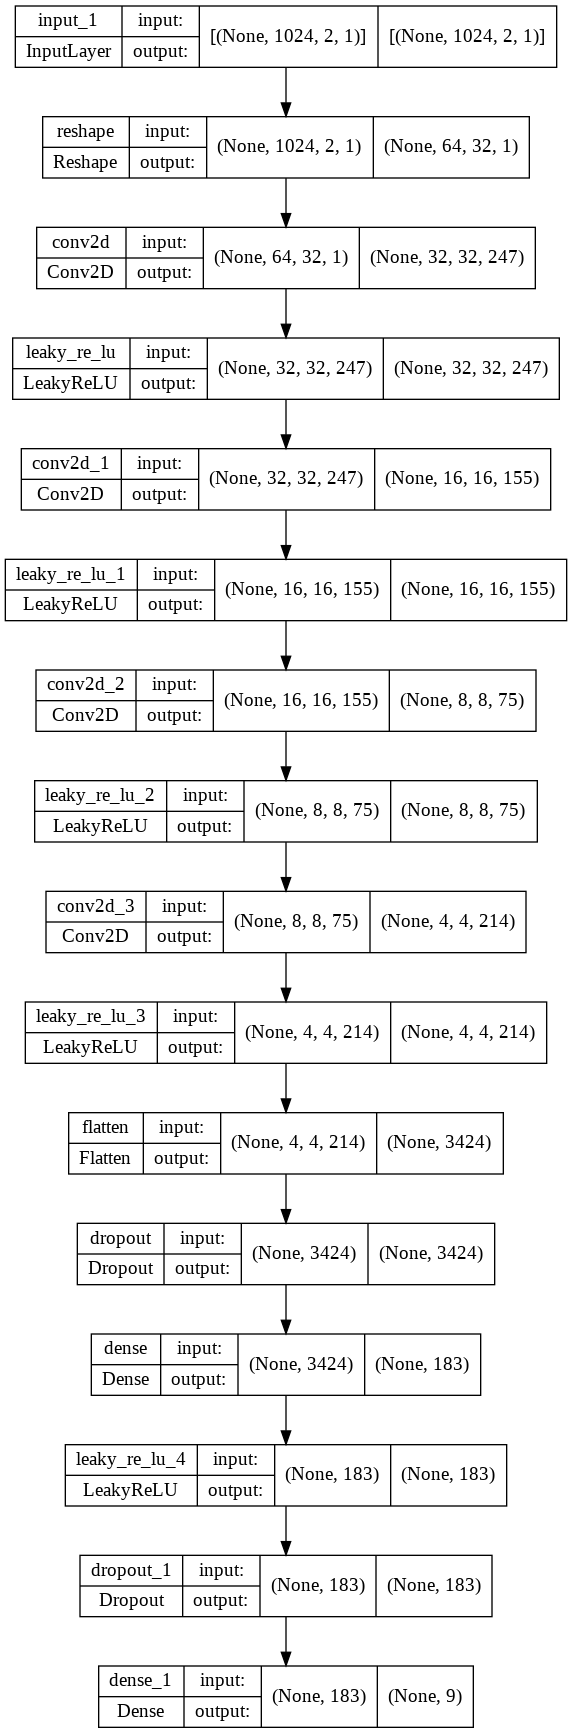 input_1 input: [(None, 1024, 2, 1)] [(None, 1024, 2, 1)]
InputLayer output:
reshape input: (None, 1024, 2, 1) (None, 64, 32, 1)
Reshape output:
conv2d input: (None, 64, 32, 1) (None, 32, 32, 247)
Conv2D output:
leaky_re_lu input: (None, 32, 32, 247) (None, 32, 32, 247)
LeakyReLU output:
conv2d_1 input: (None, 32, 32, 247) (None, 16, 16, 155)
Conv2D output:
leaky_re_lu_1 input: (None, 16, 16, 155) (None, 16, 16, 155)
LeakyReLU output:
conv2d_2 input: (None, 16, 16, 155) (None, 8, 8, 75)
Conv2D output:
leaky_re_lu_2 input: (None, 8, 8, 75) (None, 8, 8, 75)
LeakyReLU output:
conv2d_3 input: (None, 8, 8, 75) (None, 4, 4, 214)
Conv2D output:
leaky_re_lu_3 input: (None, 4, 4, 214) (None, 4, 4, 214)
LeakyReLU output:
flatten input: (None, 4, 4, 214) (None, 3424)
Flatten output:
dropout input: (None, 3424) (None, 3424)
Dropout output:
dense input: (None, 3424) (None, 183)
Dense output:
leaky_re_lu_4 input: (None, 183) (None, 183)
LeakyReLU output:
dropout_1 input: (None, 183) (None, 183)
Dropout output:
dense_1 input: (None, 183) (None, 9)
Dense output: